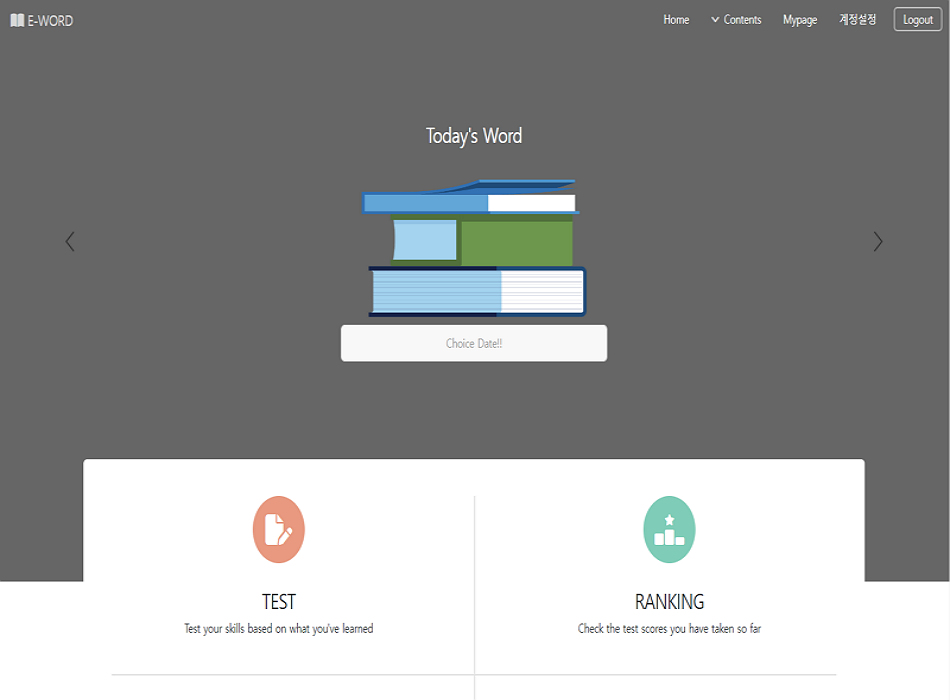 E-WORD
Home Contents Mypage 계정설정 Logout
Today's Word
Choice Date!!
TEST
Test your skills based on what you've learned
RANKING
Check the test scores you have taken so far